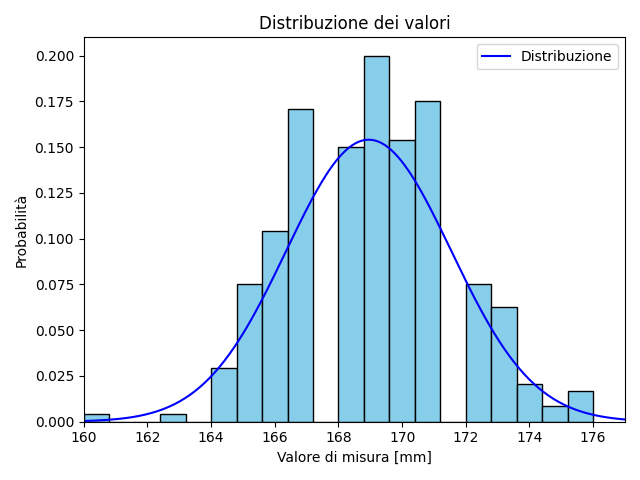 Distribuzione dei valori
Distribuzione
0.200
0.175
0.150
0.125
0.100
0.075
0.050
0.025
0.000
Probabilità
160 162 164 166 168 170 172 174 176
Valore di misura [mm]